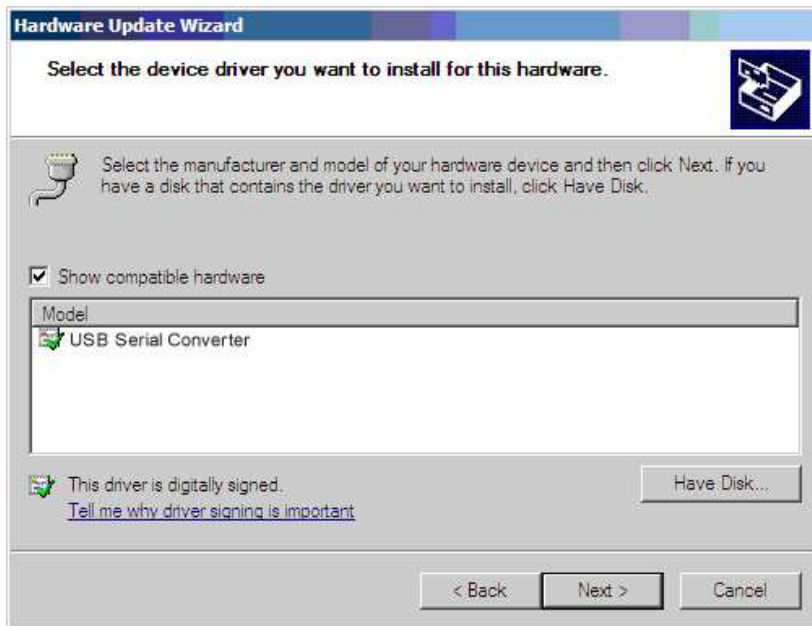 Hardware Update Wizard
Select the device driver you want to install for this hardware.
Select the manufacturer and model of your hardware device and then click Next. If you
have a disk that contains the driver you want to install, click Have Disk.
Show compatible hardware
Model
USB Serial Converter
This driver is digitally signed.
Have Disk...
Tell me why driver signing is important
< Back
Next >
Cancel